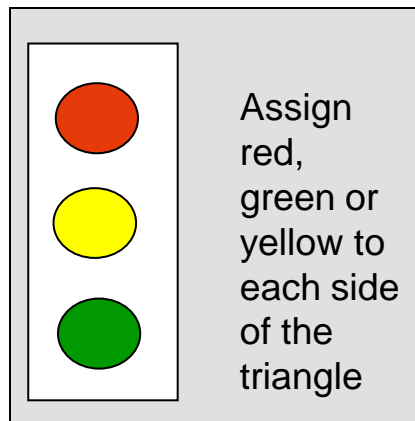 Assign
red,
green or
yellow to
each side
of the
triangle